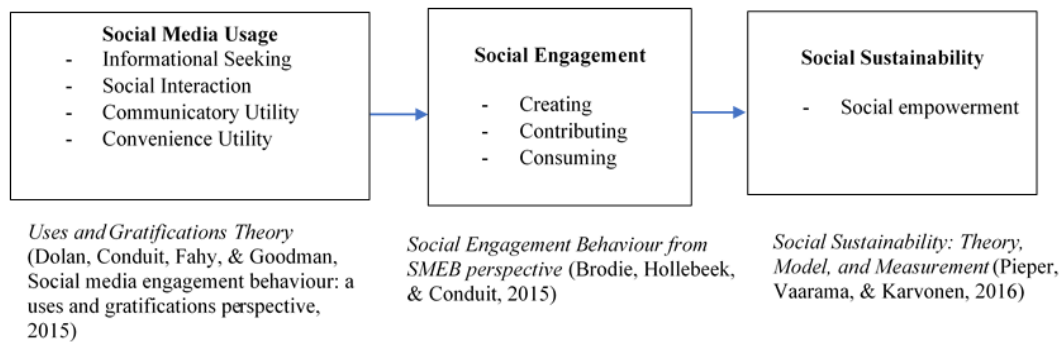 Social Media Usage
- Informational Seeking
- Social Interaction
- Communicatory Utility
- Convenience Utility
Social Engagement
- Creating
- Contributing
- Consuming
Social Sustainability
- Social empowerment
Uses and Gratifications Theory
(Dolan, Conduit, Fahy, & Goodman,
Social media engagement behaviour: a
uses and gratifications perspective,
2015)
Social Engagement Behaviour from
SMEB perspective (Brodie, Hollebeek,
& Conduit, 2015)
Social Sustainability: Theory,
Model, and Measurement (Pieper,
Vaarama, & Karvonen, 2016)